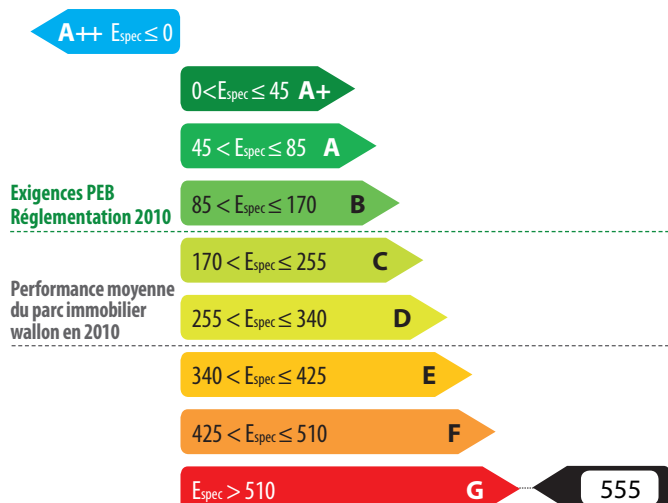 A++ Espec ≤ 0
0<Espec ≤ 45 A+
45 < Espec ≤ 85 A
Exigences PEB
Réglementation 2010
85 < Espec ≤ 170 B
170 < Espec ≤ 255 C
Performance moyenne
du parc immobilier
wallon en 2010
255 < Espec ≤ 340 D
340 < Espec ≤ 425 E
425 < Espec ≤ 510 F
Espec > 510 G
555